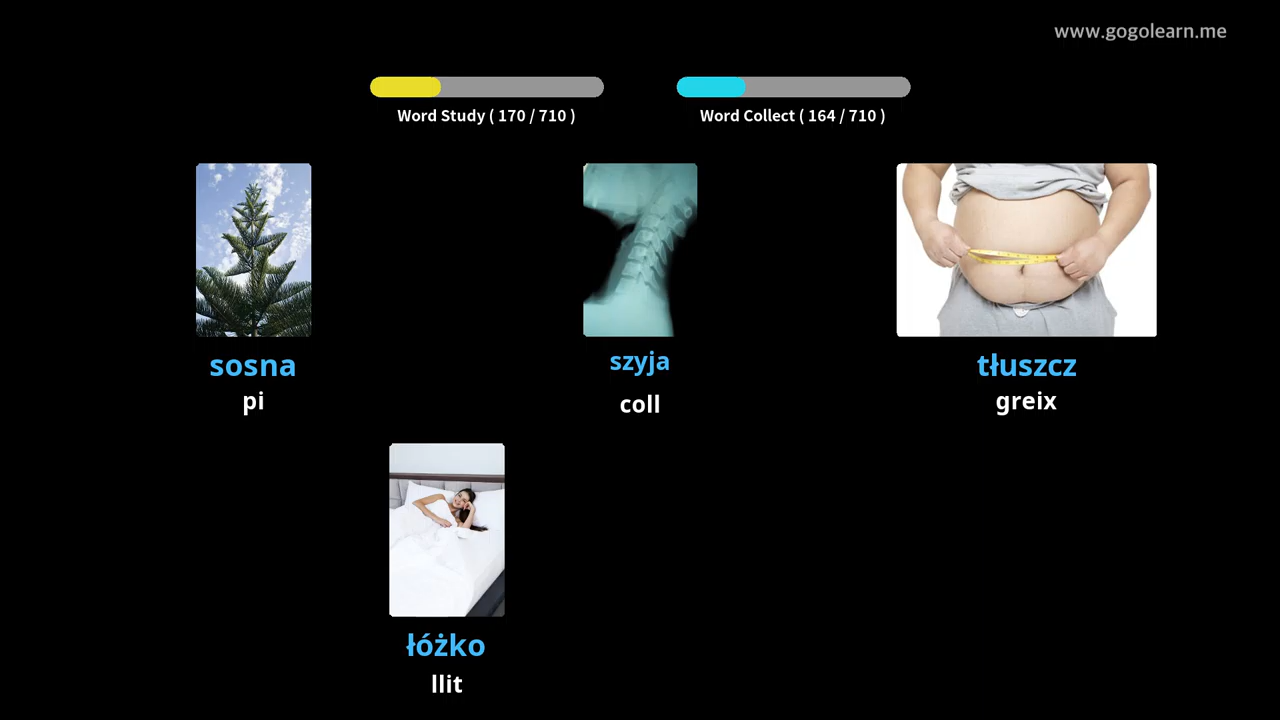 www.gogolearn.me
Word Study ( 170 / 710 )
Word Collect ( 164 / 710 )
sosna
pi
szyja
coll
tłuszcz
greix
łóżko
llit